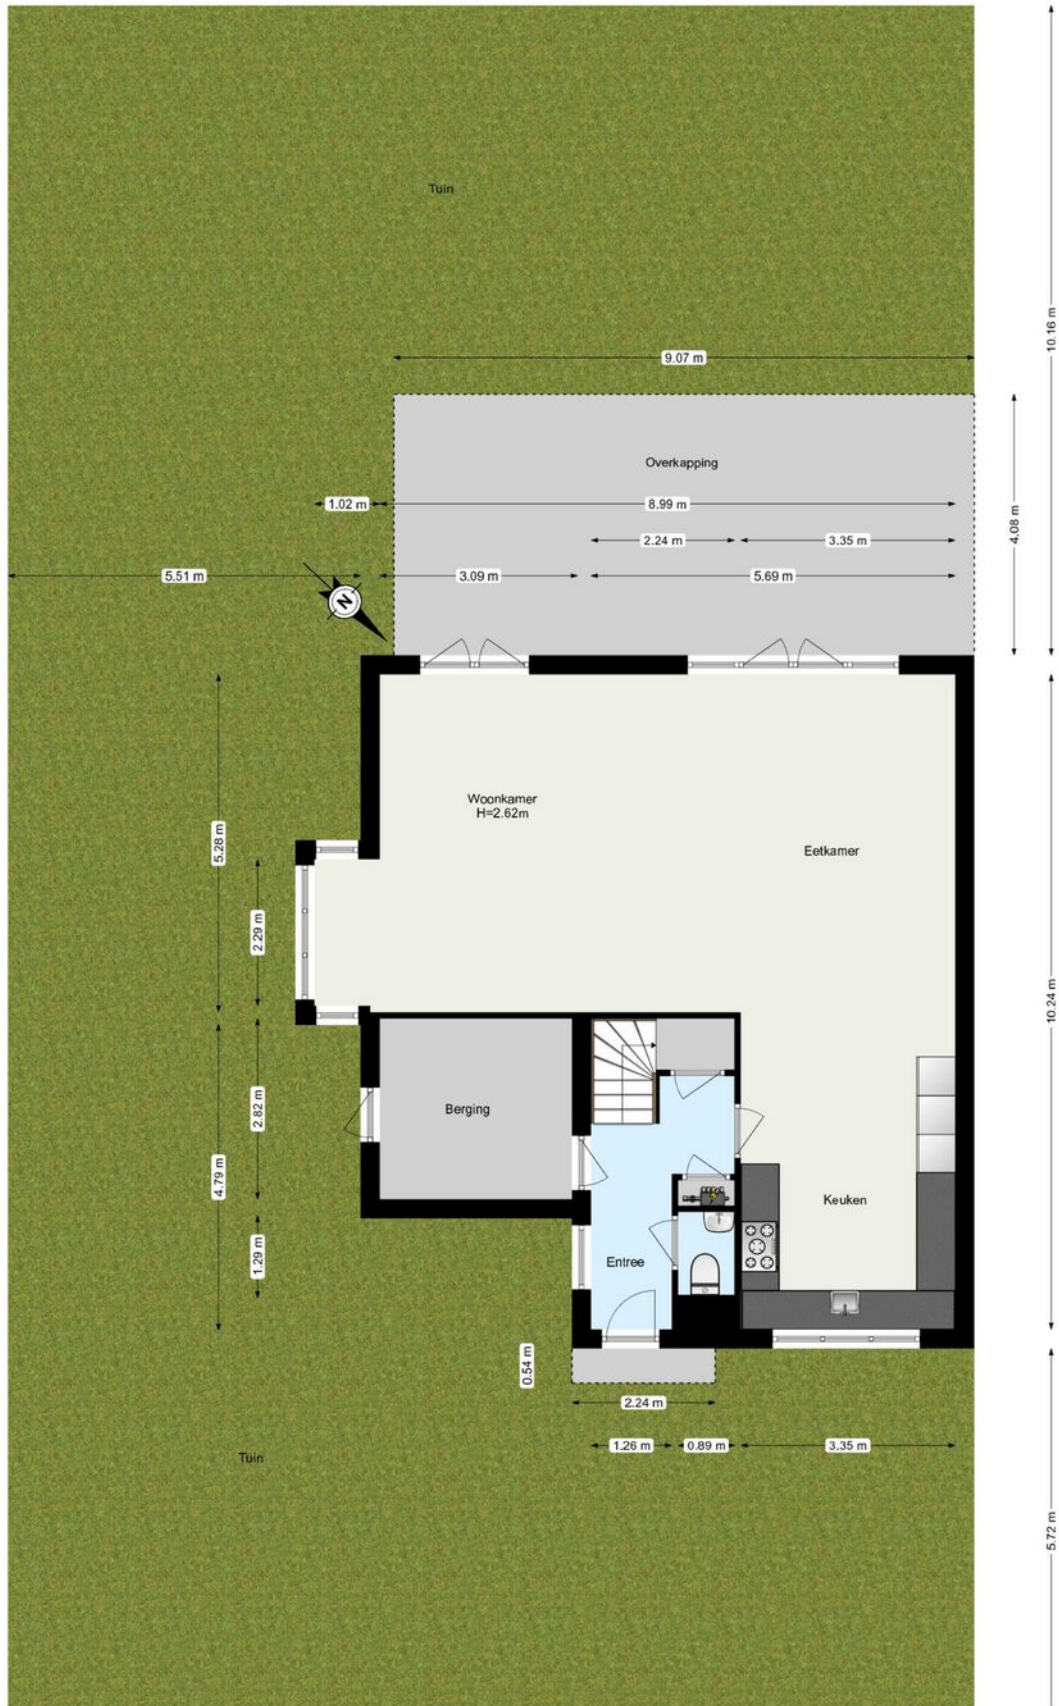 Tuin
10.16 m
9.07 m
Overkapping
4.08 m
1.02 m
8.99 m
2.24 m
3.35 m
5.51 m
3.09 m
5.69 m
N
Woonkamer
H=2.62m
5.28 m
Eetkamer
2.29 m
10.24 m
Berging
2.82 m
4.79 m
Keuken
1.29 m
Entree
0.54 m
2.24 m
1.26 m
0.89 m
3.35 m
Tuin
5.72 m